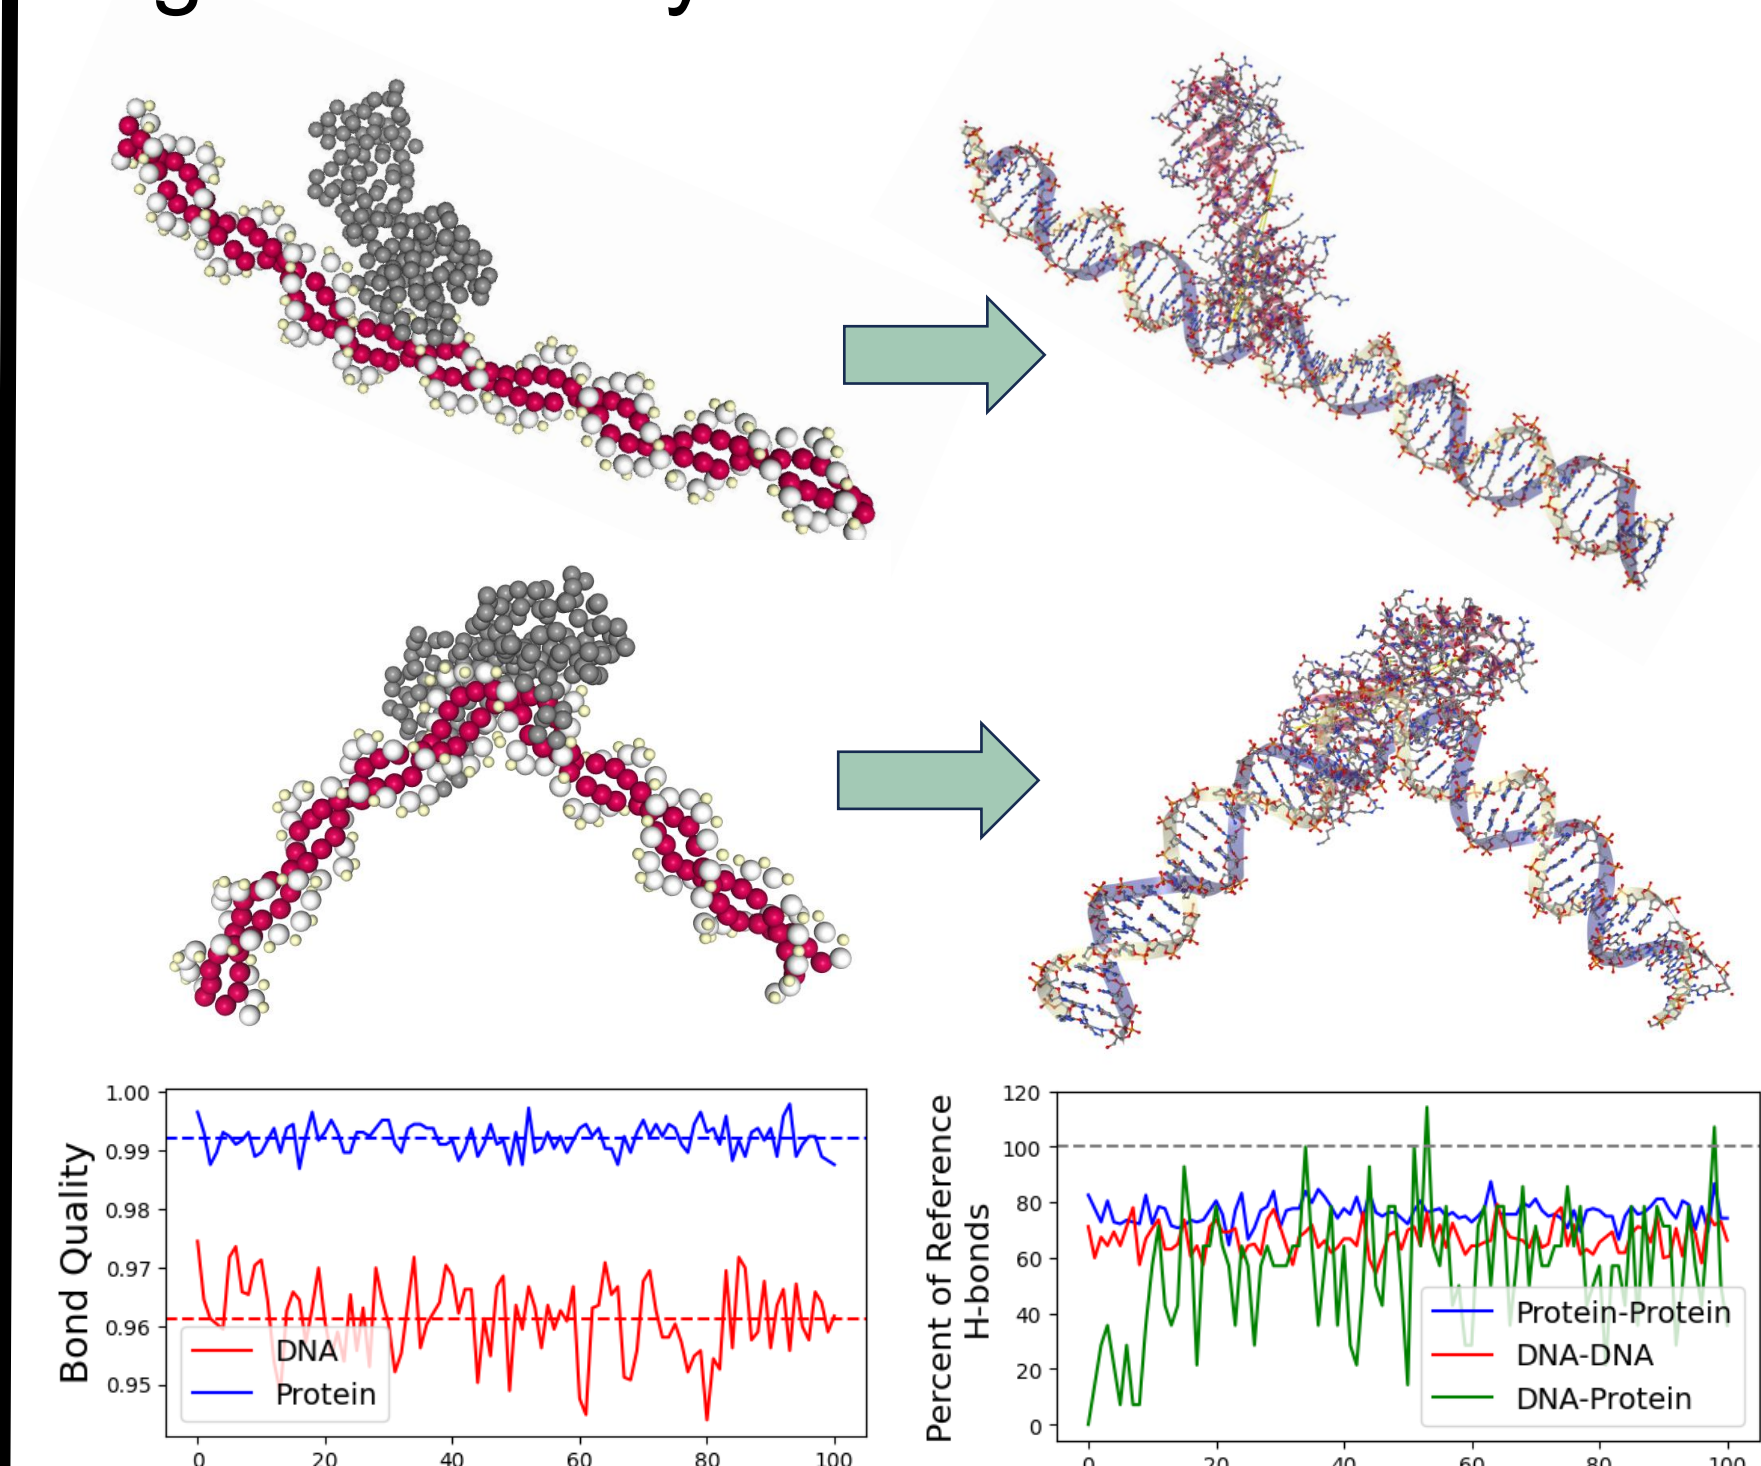 1.00
0.99
0.98
0.97
0.96
0.95
Bond Quality
DNA
Protein
0 20 40 60 80 100
120
100
80
60
40
20
0
Percent of Reference
H-bonds
Protein-Protein
DNA-DNA
DNA-Protein
0 20 40 60 80 100